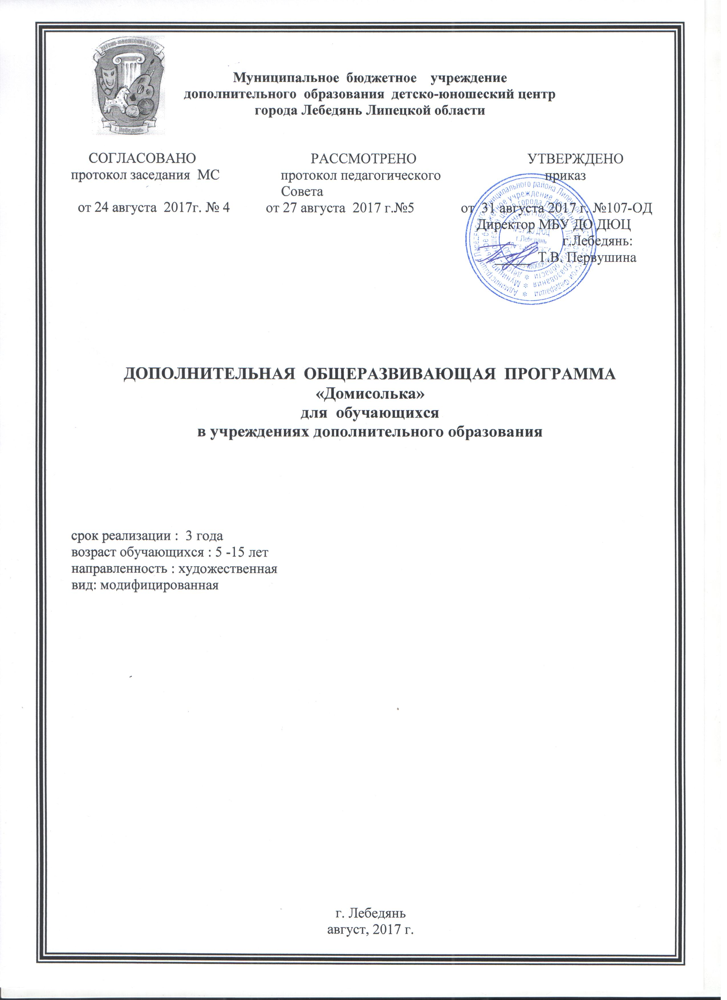 ДЕТСКО-ЮНОШЕСКИЙ ЦЕНТР
г. Лебедянь
Муниципальное бюджетное учреждение
дополнительного образования детско-юношеский центр
города Лебедянь Липецкой области
СОГЛАСОВАНО
протокол заседания МС
от 24 августа 2017г. № 4
РАССМОТРЕНО
протокол педагогического
Совета
от 27 августа 2017 г.№5
УТВЕРЖДЕНО
приказ
от 31 августа 2017 г. №107-ОД
Директор МБУ ДО ДЮЦ
г.Лебедянь:
Т.В. Первушина
ДОПОЛНИТЕЛЬНАЯ ОБЩЕРАЗВИВАЮЩАЯ ПРОГРАММА
«Домисолька»
для обучающихся
в учреждениях дополнительного образования
срок реализации : 3 года
возраст обучающихся : 5 -15 лет
направленность : художественная
вид: модифицированная
г. Лебедянь
август, 2017 г.